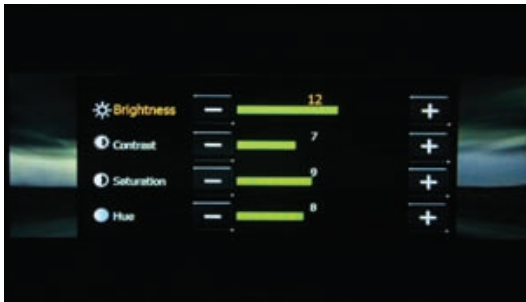 Brightness − 12 +
Contrast − 7 +
Saturation − 9 +
Hue − 8 +